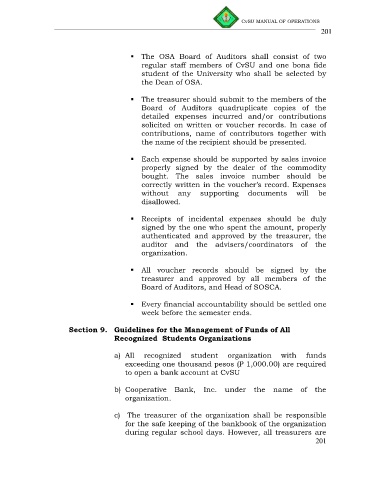 CvSU MANUAL OF OPERATIONS
201
▪ The OSA Board of Auditors shall consist of two
regular staff members of CvSU and one bona fide
student of the University who shall be selected by
the Dean of OSA.
▪ The treasurer should submit to the members of the
Board of Auditors quadruplicate copies of the
detailed expenses incurred and/or contributions
solicited on written or voucher records. In case of
contributions, name of contributors together with
the name of the recipient should be presented.
▪ Each expense should be supported by sales invoice
properly signed by the dealer of the commodity
bought. The sales invoice number should be
correctly written in the voucher's record. Expenses
without any supporting documents will be
disallowed.
▪ Receipts of incidental expenses should be duly
signed by the one who spent the amount, properly
authenticated and approved by the treasurer, the
auditor and the advisers/coordinators of the
organization.
▪ All voucher records should be signed by the
treasurer and approved by all members of the
Board of Auditors, and Head of SOSCA.
▪ Every financial accountability should be settled one
week before the semester ends.
Section 9. Guidelines for the Management of Funds of All
Recognized Students Organizations
a) All recognized student organization with funds
exceeding one thousand pesos (P 1,000.00) are required
to open a bank account at CvSU
b) Cooperative Bank, Inc. under the name of the
organization.
c) The treasurer of the organization shall be responsible
for the safe keeping of the bankbook of the organization
during regular school days. However, all treasurers are
201